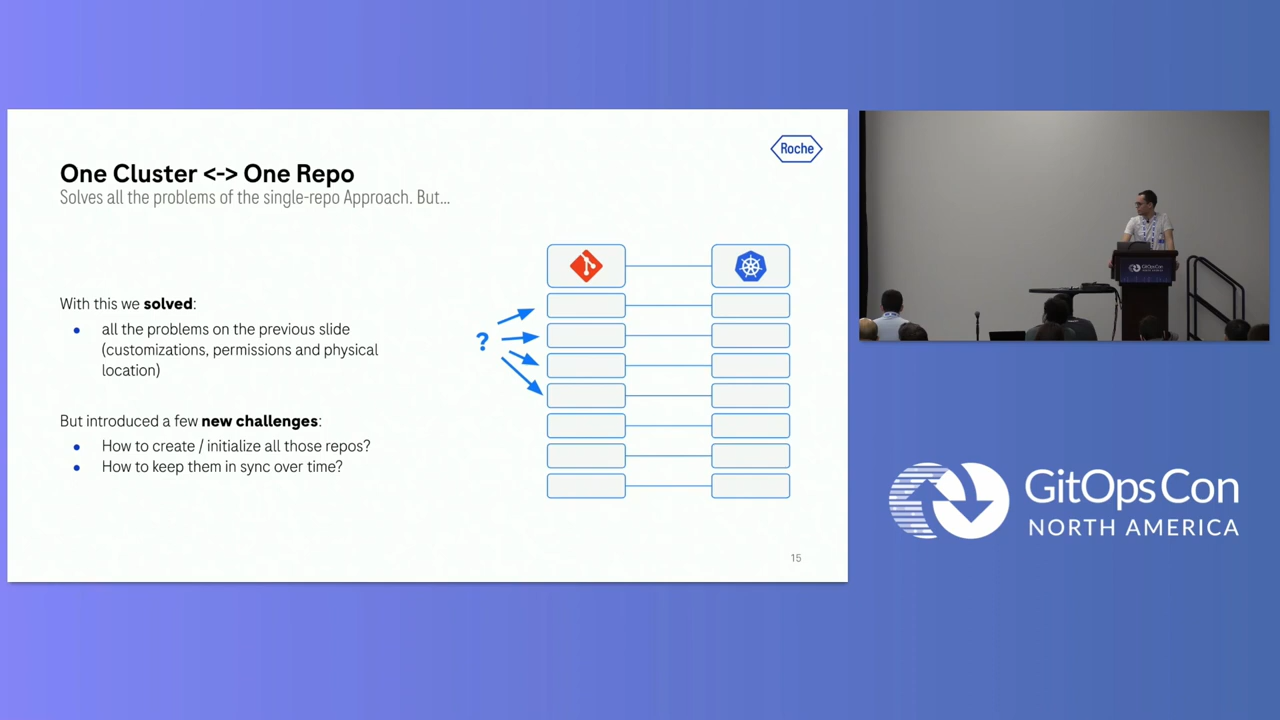 Roche
One Cluster <-> One Repo
Solves all the problems of the single-repo Approach. But...
With this we solved:
all the problems on the previous slide
(customizations, permissions and physical
location)
But introduced a few new challenges:
How to create / initialize all those repos?
How to keep them in sync over time?
?
15
GitOpsCon
NORTH AMERICA